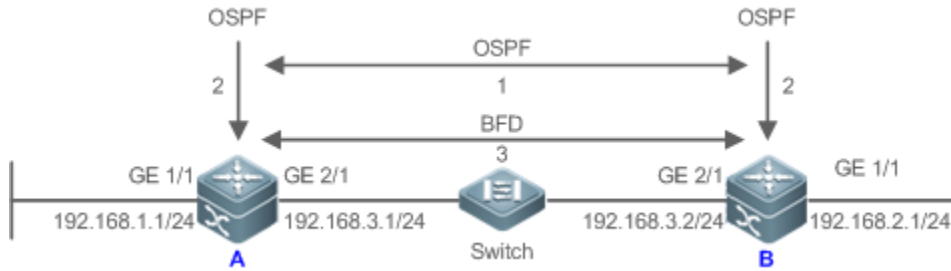 OSPF OSPF
OSPF
2 1 2
BFD
3
GE 1/1 GE 2/1 GE 2/1 GE 1/1
192.168.1.1/24 192.168.3.1/24 192.168.3.2/24 192.168.2.1/24
Switch
A B